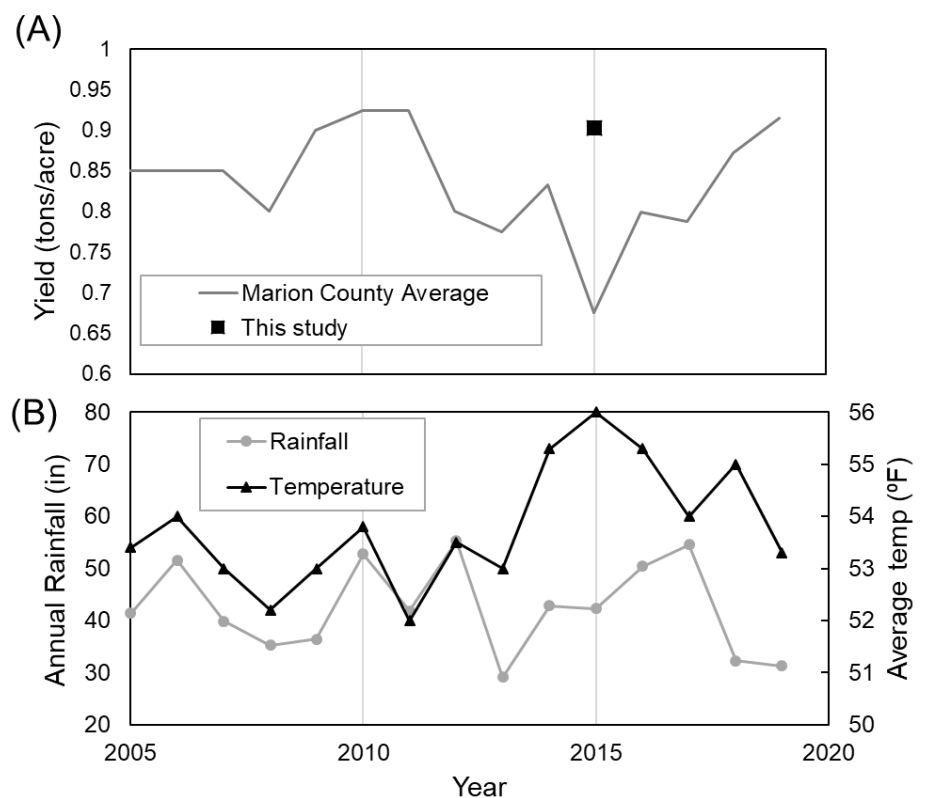 (A)
Yield (tons/acre)
1
0.95
0.9
0.85
0.8
0.75
0.7
0.65
0.6
Marion County Average
This study
(B)
Annual Rainfall (in)
80
70
60
50
40
30
20
Rainfall
Temperature
56
55
54
53
52
51
50
Average temp (ºF)
2005
2010
2015
2020
Year